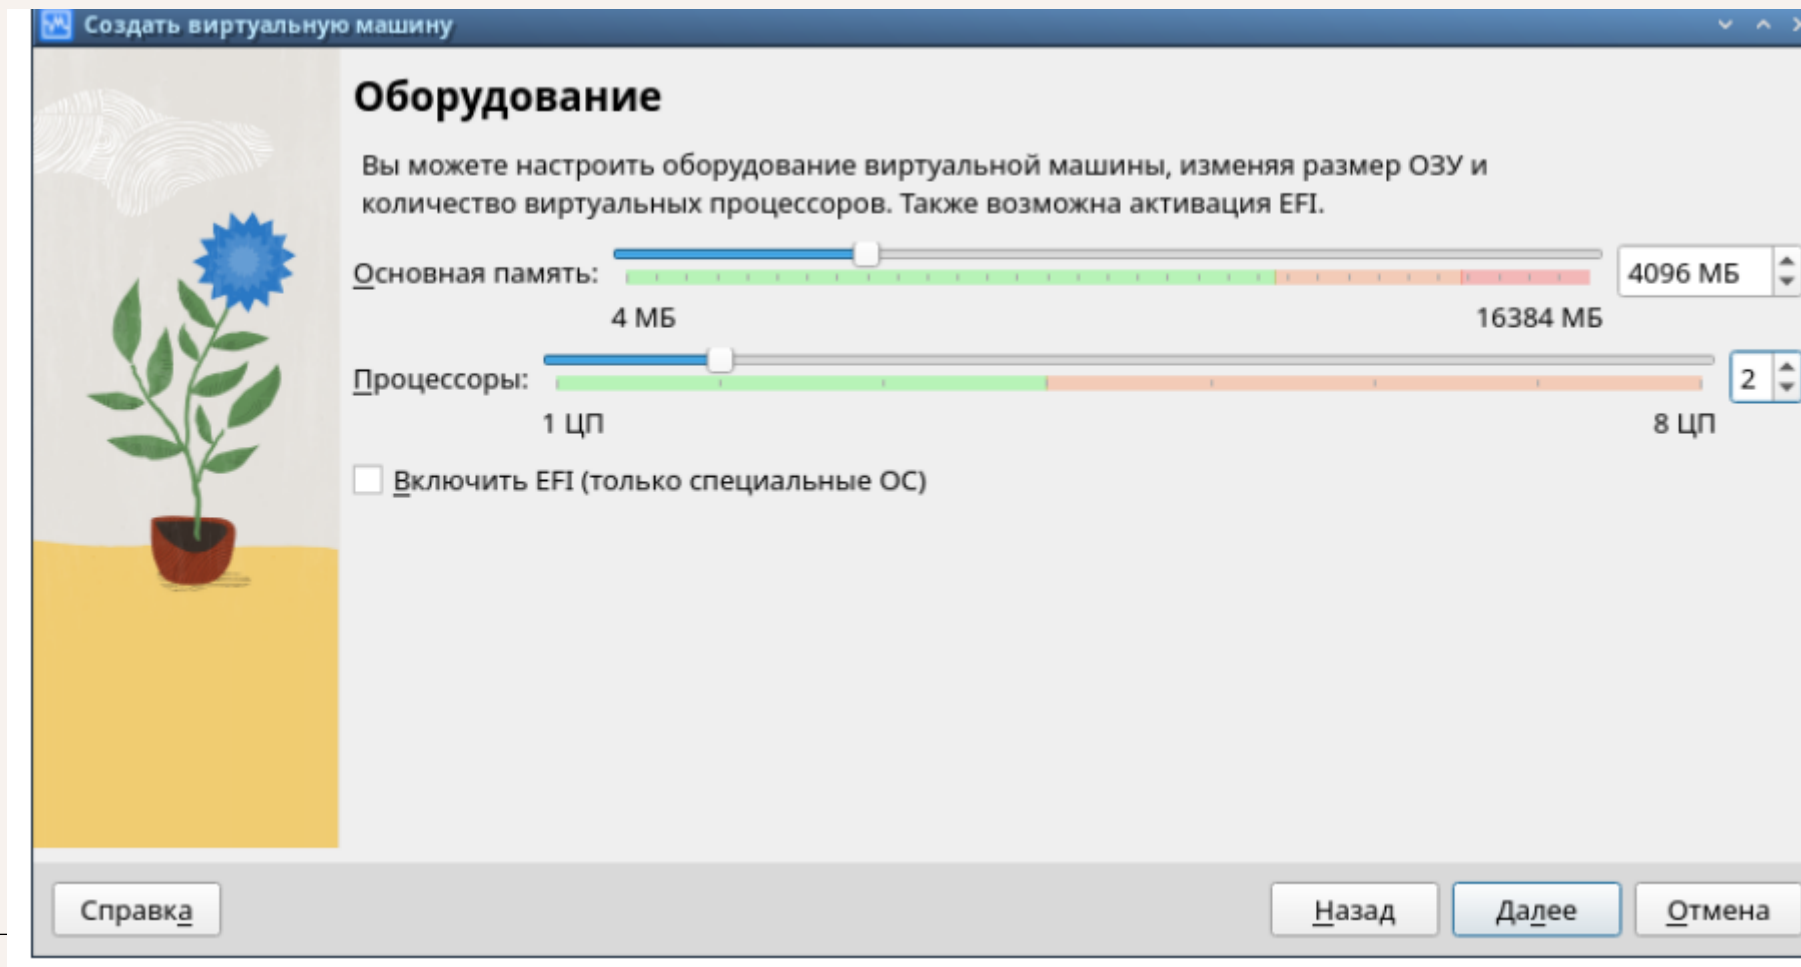 Создать виртуальную машину
Оборудование
Вы можете настроить оборудование виртуальной машины, изменяя размер ОЗУ и
количество виртуальных процессоров. Также возможна активация EFI.
Основная память:
4096 МБ
4 МБ
16384 МБ
Процессоры:
2
1 ЦП
8 ЦП
Включить EFI (только специальные ОС)
Справка
Назад
Далее
Отмена